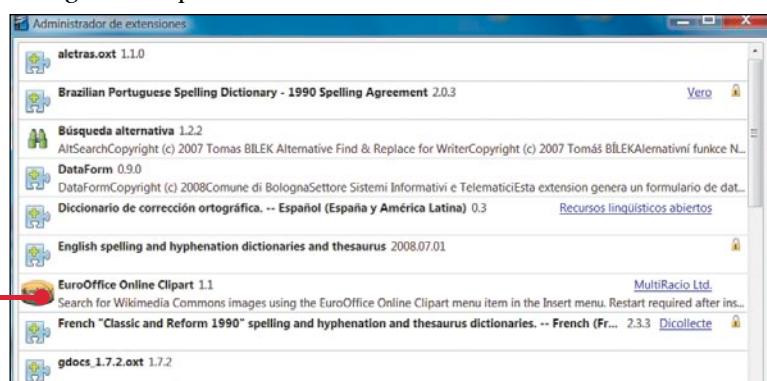 Administrador de extensiones
aletras.oxt 1.1.0
Brazilian Portuguese Spelling Dictionary - 1990 Spelling Agreement 2.0.3 Vero
Búsqueda alternativa 1.2.2
AltSearchCopyright (c) 2007 Tomas BILEK Alternative Find & Replace for WriterCopyright (c) 2007 Tomáš BÍLEKAlernativní funkce N...
DataForm 0.9.0
DataFormCopyright (c) 2008Comune di BolognaSettore Sistemi Informativi e TelematiciEsta extension genera un formulario de dat...
Diccionario de corrección ortográfica. -- Español (España y América Latina) 0.3 Recursos lingüísticos abiertos
English spelling and hyphenation dictionaries and thesaurus 2008.07.01
EuroOffice Online Clipart 1.1 MultiRacio Ltd.
Search for Wikimedia Commons images using the EuroOffice Online Clipart menu item in the Insert menu. Restart required after ins...
French "Classic and Reform 1990" spelling and hyphenation and thesaurus dictionaries. -- French (Fr... 2.3.3 Dicollecte
gdocs_1.7.2.oxt 1.7.2